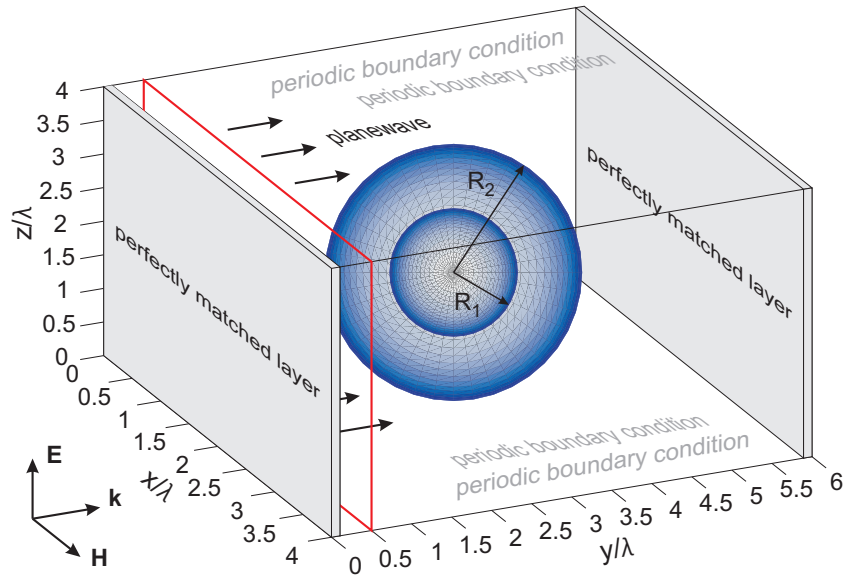 periodic boundary condition
periodic boundary condition
planewave
perfectly matched layer
perfectly matched layer
R2
R1
z/λ
4
3.5
3
2.5
2
1.5
1
0.5
0
0
0.5
1
1.5
2
2.5
3
3.5
4
x/λ
0
0.5
1
1.5
2
2.5
3
3.5
4
4.5
5
5.5
6
y/λ
periodic boundary condition
periodic boundary condition
E
k
H